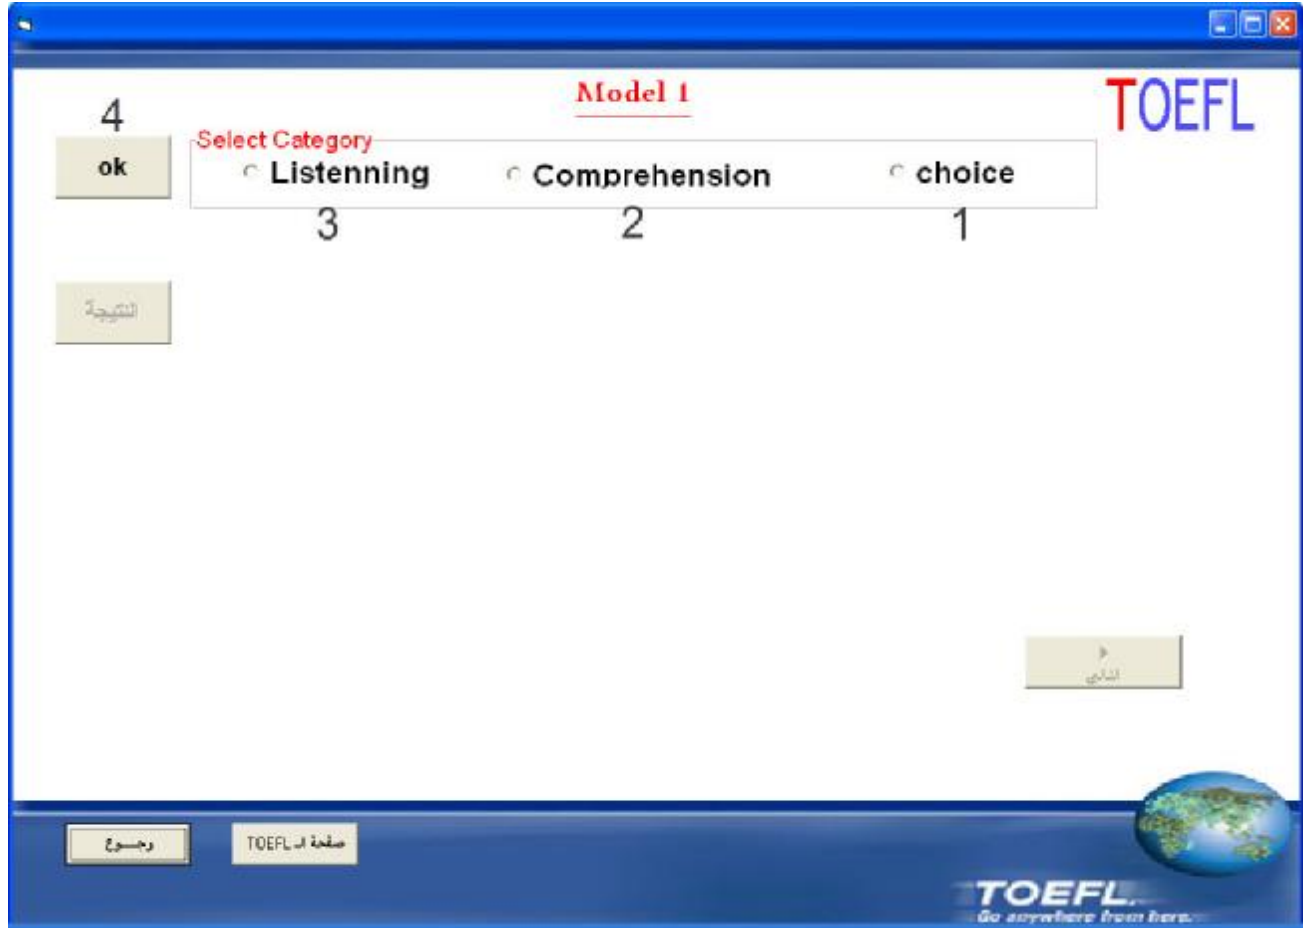 Model 1
TOEFL
4
Select Category
ok
Listenning
Comprehension
choice
3
2
1
النتيجة
التالي
رجـــوع
صفحة الـ TOEFL
TOEFL.
Go anywhere from here.